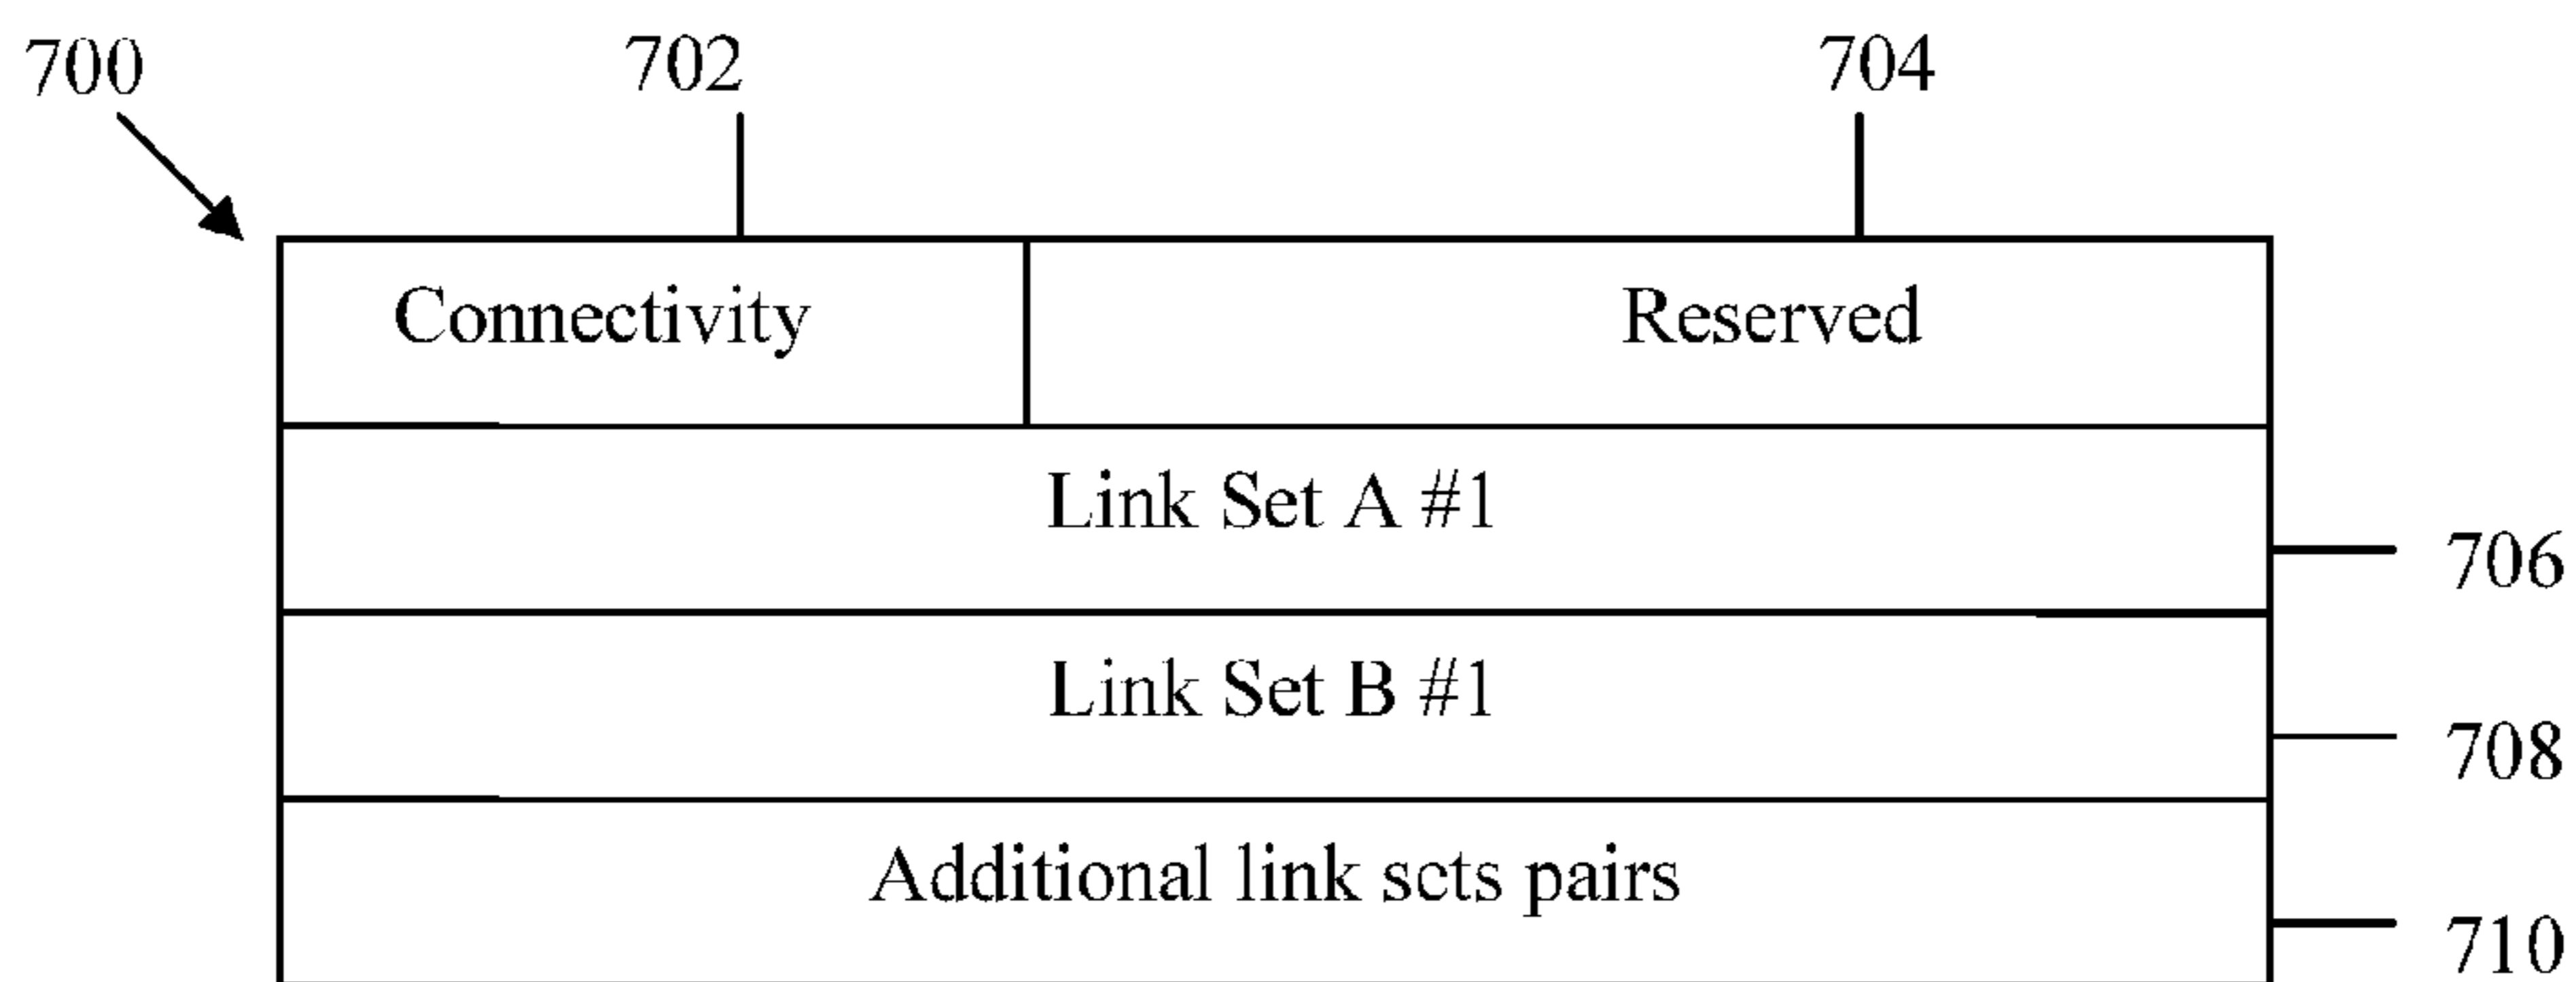 700 702 704
Connectivity Reserved
Link Set A #1
706
Link Set B #1
708
Additional link sets pairs
710